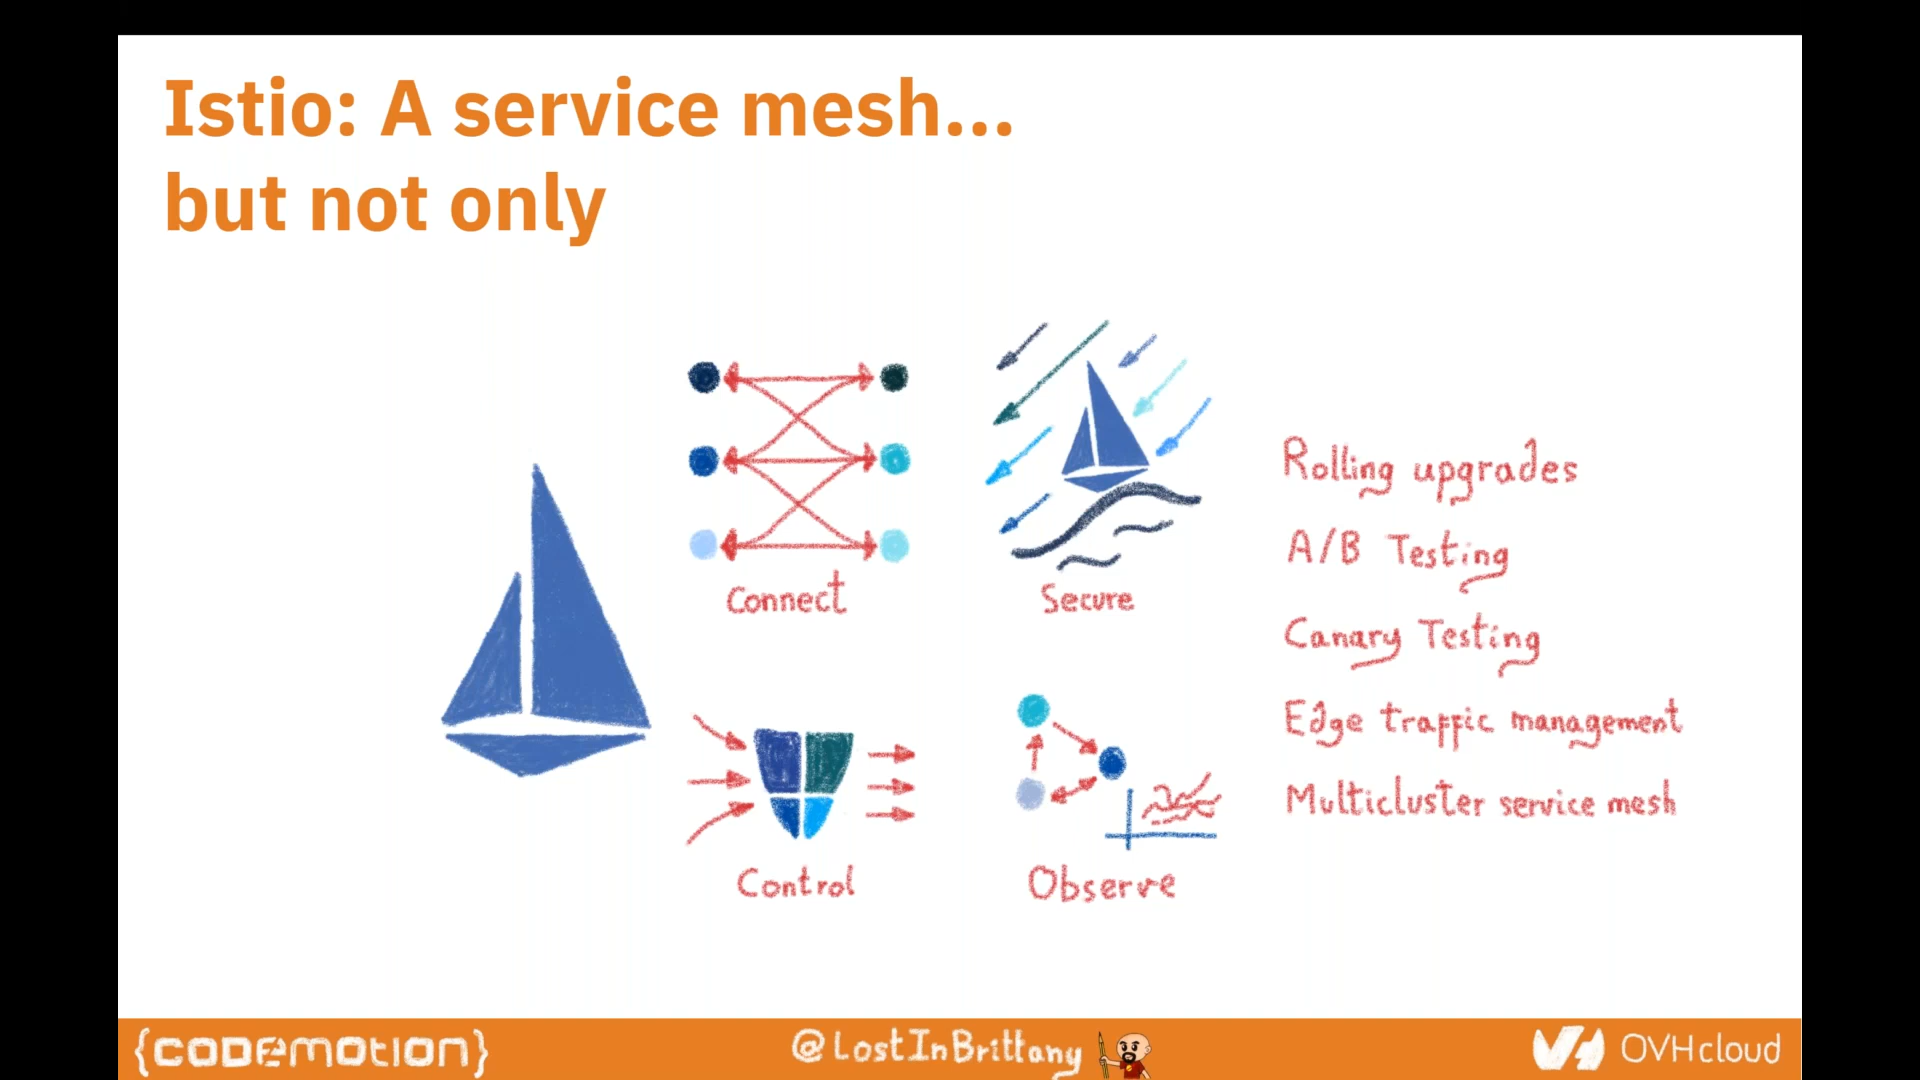 Istio: A service mesh...
but not only
Connect
Secure
Control
Observe
Rolling upgrades
A/B Testing
Canary Testing
Edge traffic management
Multicluster service mesh
{CODEMOTION}
@LostInBrittany
OVHcloud